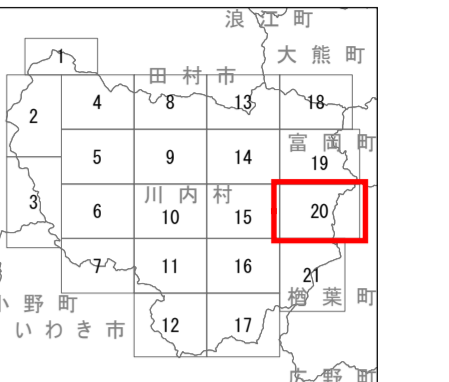 浪江町
大熊町
1
田村市
2 4 8 13 18
富岡町
5 9 14 19
川内村
3 6 10 15 20
7 11 16 21
小野町
楢葉町
いわき市
12 17
広野町